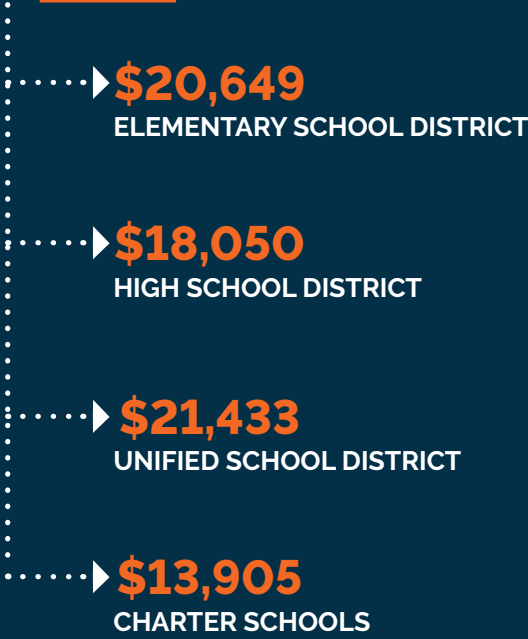 $20,649
ELEMENTARY SCHOOL DISTRICT
$18,050
HIGH SCHOOL DISTRICT
$21,433
UNIFIED SCHOOL DISTRICT
$13,905
CHARTER SCHOOLS